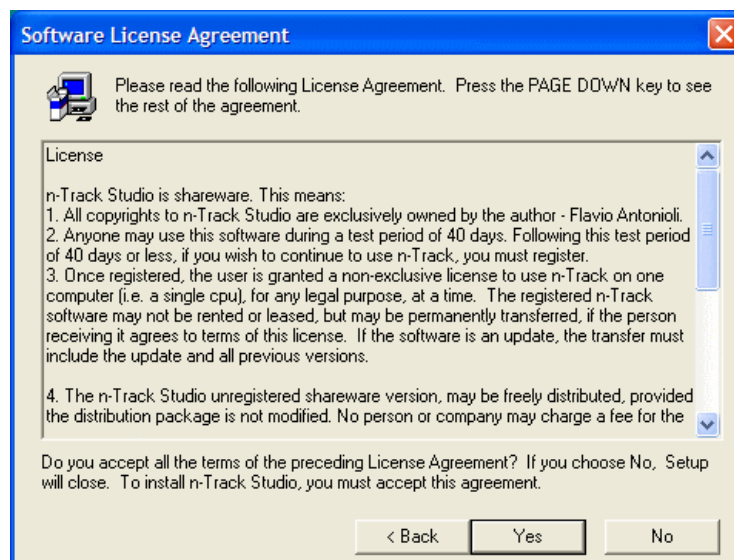 Software License Agreement
Please read the following License Agreement. Press the PAGE DOWN key to see
the rest of the agreement.
License
n-Track Studio is shareware. This means:
1. All copyrights to n-Track Studio are exclusively owned by the author - Flavio Antonioli.
2. Anyone may use this software during a test period of 40 days. Following this test period
of 40 days or less, if you wish to continue to use n-Track, you must register.
3. Once registered, the user is granted a non-exclusive license to use n-Track on one
computer (i.e. a single cpu), for any legal purpose, at a time. The registered n-Track
software may not be rented or leased, but may be permanently transferred, if the person
receiving it agrees to terms of this license. If the software is an update, the transfer must
include the update and all previous versions.
4. The n-Track Studio unregistered shareware version, may be freely distributed, provided
the distribution package is not modified. No person or company may charge a fee for the
Do you accept all the terms of the preceding License Agreement? If you choose No, Setup
will close. To install n-Track Studio, you must accept this agreement.
< Back
Yes
No